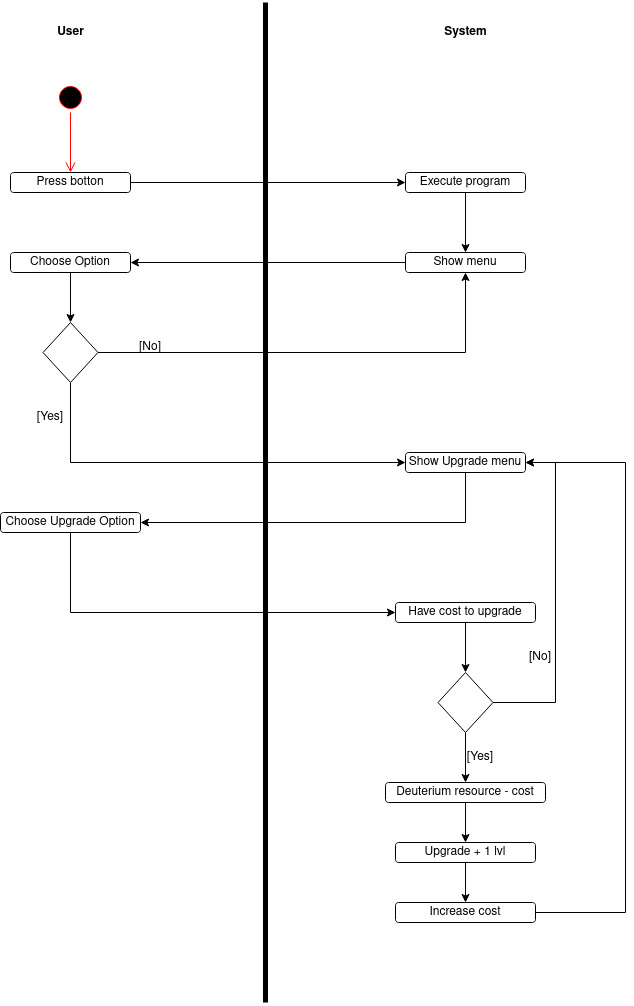 User
System
Press botton
Execute program
Choose Option
Show menu
[No]
[Yes]
Show Upgrade menu
Choose Upgrade Option
Have cost to upgrade
[No]
[Yes]
Deuterium resource - cost
Upgrade + 1 lvl
Increase cost